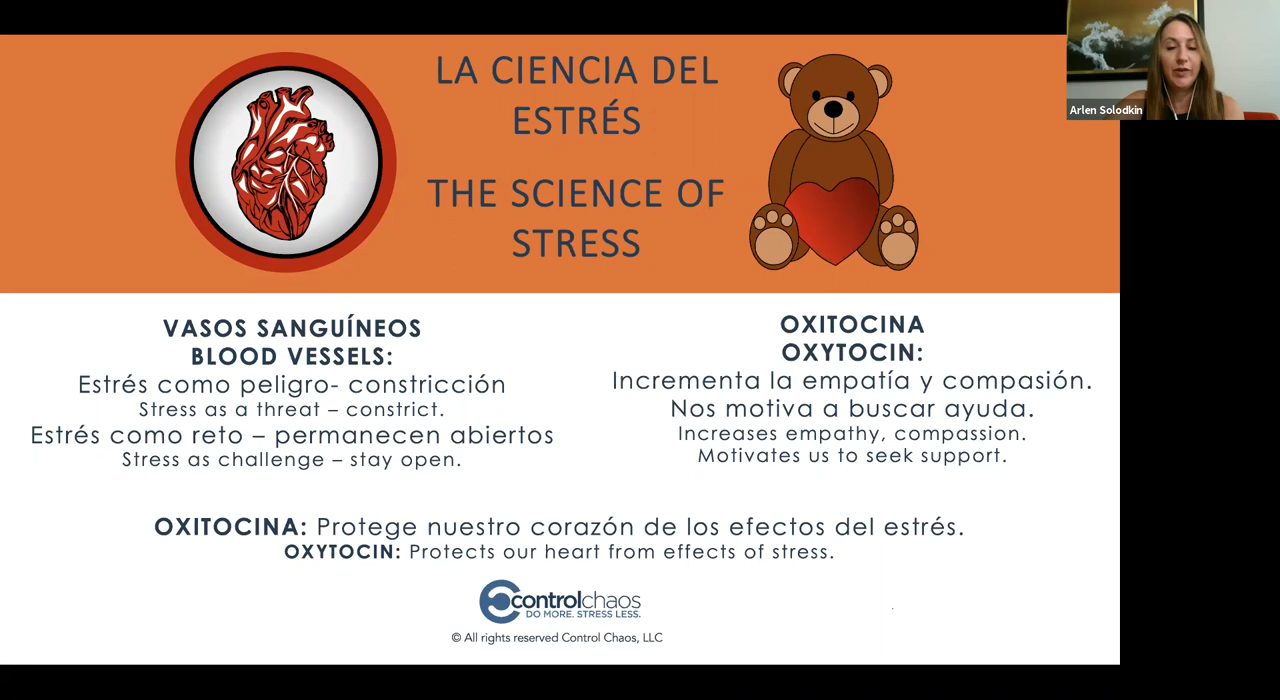 Arlen Solodkin
LA CIENCIA DEL
ESTRÉS
THE SCIENCE OF
STRESS
VASOS SANGUÍNEOS
BLOOD VESSELS:
Estrés como peligro- constricción
Stress as a threat – constrict.
Estrés como reto – permanecen abiertos
Stress as challenge – stay open.
OXITOCINA
OXYTOCIN:
Incrementa la empatía y compasión.
Nos motiva a buscar ayuda.
Increases empathy, compassion.
Motivates us to seek support.
OXITOCINA: Protege nuestro corazón de los efectos del estrés.
OXYTOCIN: Protects our heart from effects of stress.
controlchaos
DO MORE. STRESS LESS.
© All rights reserved Control Chaos, LLC